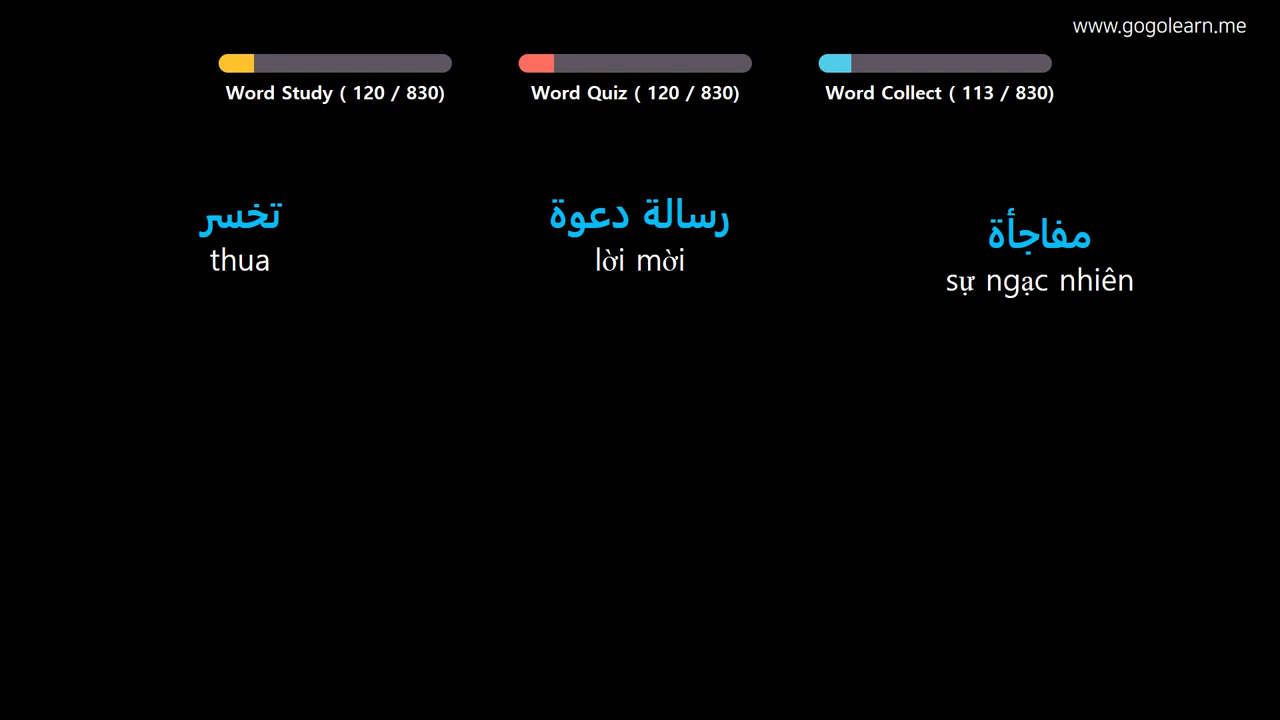 www.gogolearn.me
Word Study ( 120 / 830)
Word Quiz ( 120 / 830)
Word Collect ( 113 / 830)
تخسر
thua
رسالة دعوة
lời mời
مفاجأة
sự ngạc nhiên